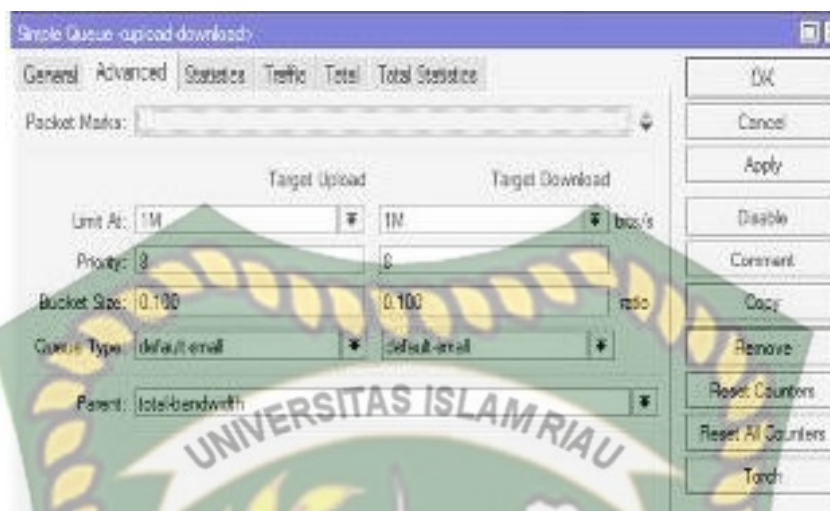 Simple Queue <upload-download>
General Advanced Statistics Traffic Total Total Statistics
Packet Marks:
Target Upload Target Download
Limit At: 1M 1M bits/s
Priority: 8 8
Bucket Size: 0.100 0.100 ratio
Queue Type: default-small default-small
Parent: total-bandwidth
OK
Cancel
Apply
Disable
Comment
Copy
Remove
Reset Counters
Reset All Counters
Torch
UNIVERSITAS ISLAM RIAU